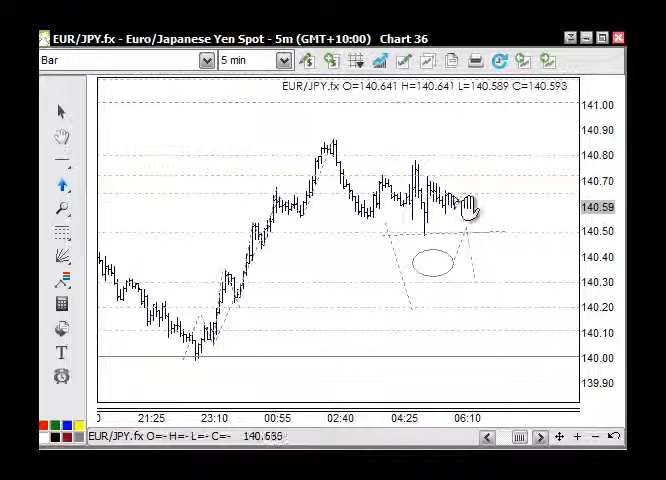 EUR/JPY.fx - Euro/Japanese Yen Spot - 5m (GMT+10:00) Chart 36
Bar
5 min
EUR/JPY.fx O=140.641 H=140.641 L=140.589 C=140.593
141.00
140.90
140.80
140.70
140.59
140.50
140.40
140.30
140.20
140.10
140.00
139.90
T
0 21:25 23:10 00:55 02:40 04:25 06:10
EUR/JPY.fx O=- H=- L=- C=-